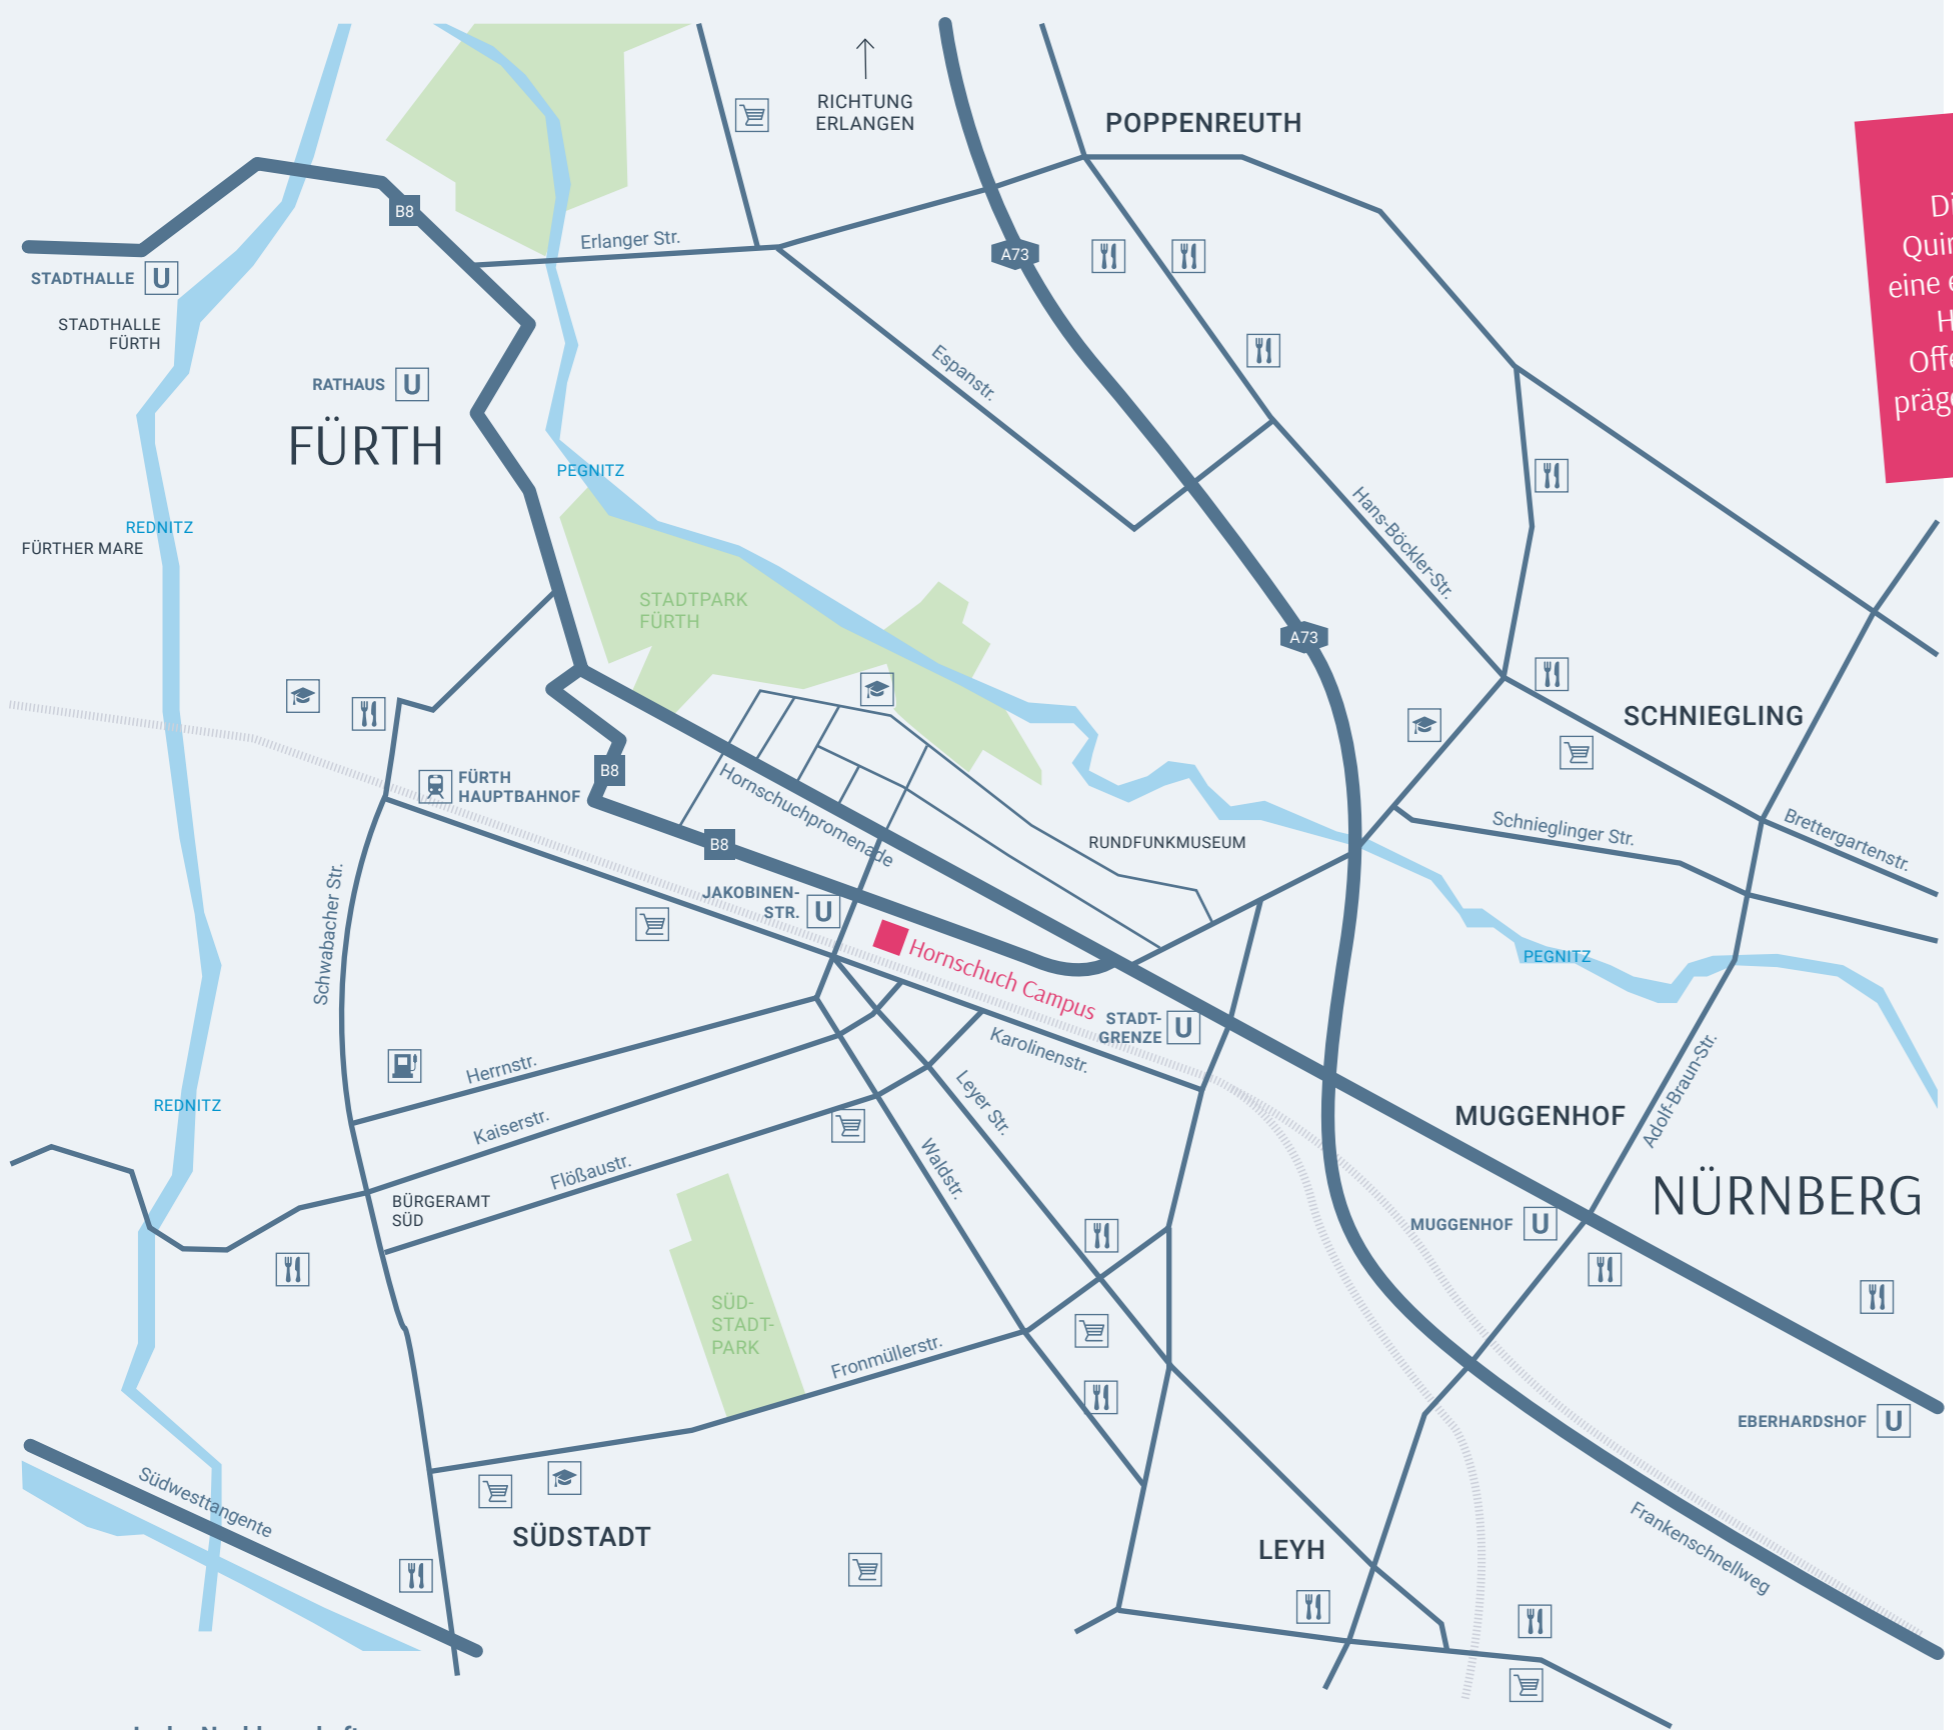 RICHTUNG
ERLANGEN
POPPENREUTH
B8
Erlanger Str.
A73
STADTHALLE U
STADTHALLE
FÜRTH
RATHAUS U
FÜRTH
Espanstr.
PEGNITZ
REDNITZ
FÜRTHER MARE
Hans-Böckler-Str.
STADTPARK
FÜRTH
A73
SCHNIEGLING
FÜRTH
HAUPTBAHNOF
B8
Hornschuchpromenade
B8
RUNDFUNKMUSEUM
Schnieglinger Str.
Brettergartenstr.
JAKOBINEN-
STR. U
Schwabacher Str.
Hornschuch Campus
PEGNITZ
STADT-
GRENZE U
Karolinenstr.
Herrnstr.
Kaiserstr.
Flößaustr.
Leyer Str.
Waldstr.
REDNITZ
MUGGENHOF
Adolf-Braun-Str.
NÜRNBERG
BÜRGERAMT
SÜD
MUGGENHOF U
SÜD-
STADT-
PARK
Fronmüllerstr.
EBERHARDSHOF U
Südwesttangente
SÜDSTADT
LEYH
Frankenschnellweg
eine